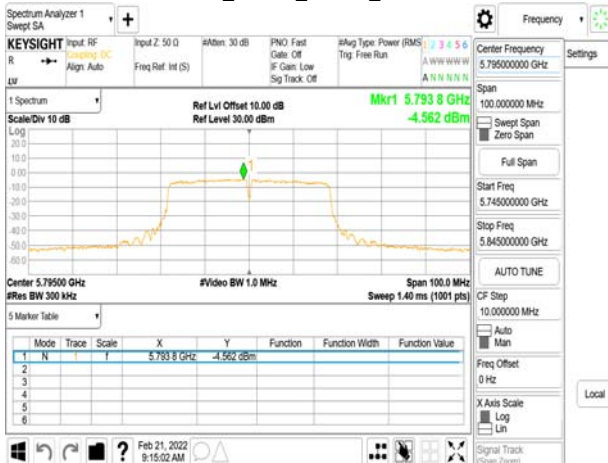 Spectrum Analyzer 1
Swept SA
KEYSIGHT
R
Input: RF
Coupling: DC
Align: Auto
Input Z: 50 Ω
Freq Ref: Int (S)
#Atten: 30 dB
PNO: Fast
Gate: Off
IF Gain: Low
Sig Track: Off
#Avg Type: Power (RMS
Trig: Free Run
1 2 3 4 5 6
A W W W W W
A N N N N N
1 Spectrum
Scale/Div 10 dB
Ref Lvl Offset 10.00 dB
Ref Level 30.00 dBm
Mkr1 5.793 8 GHz
-4.562 dBm
Log
20.0
10.0
0.00
-10.0
-20.0
-30.0
-40.0
-50.0
-60.0
1
Center 5.79500 GHz
#Res BW 300 kHz
#Video BW 1.0 MHz
Span 100.0 MHz
Sweep 1.40 ms (1001 pts)
5 Marker Table
Mode Trace Scale X Y Function Function Width Function Value
1 N 1 f 5.793 8 GHz -4.562 dBm
2
3
4
5
6
Feb 21, 2022
9:15:02 AM
Frequency
Settings
Center Frequency
5.795000000 GHz
Span
100.000000 MHz
Swept Span
Zero Span
Full Span
Start Freq
5.745000000 GHz
Stop Freq
5.845000000 GHz
AUTO TUNE
CF Step
10.000000 MHz
Auto
Man
Freq Offset
0 Hz
X Axis Scale
Log
Lin
Local
Signal Track
(Span Zoom)